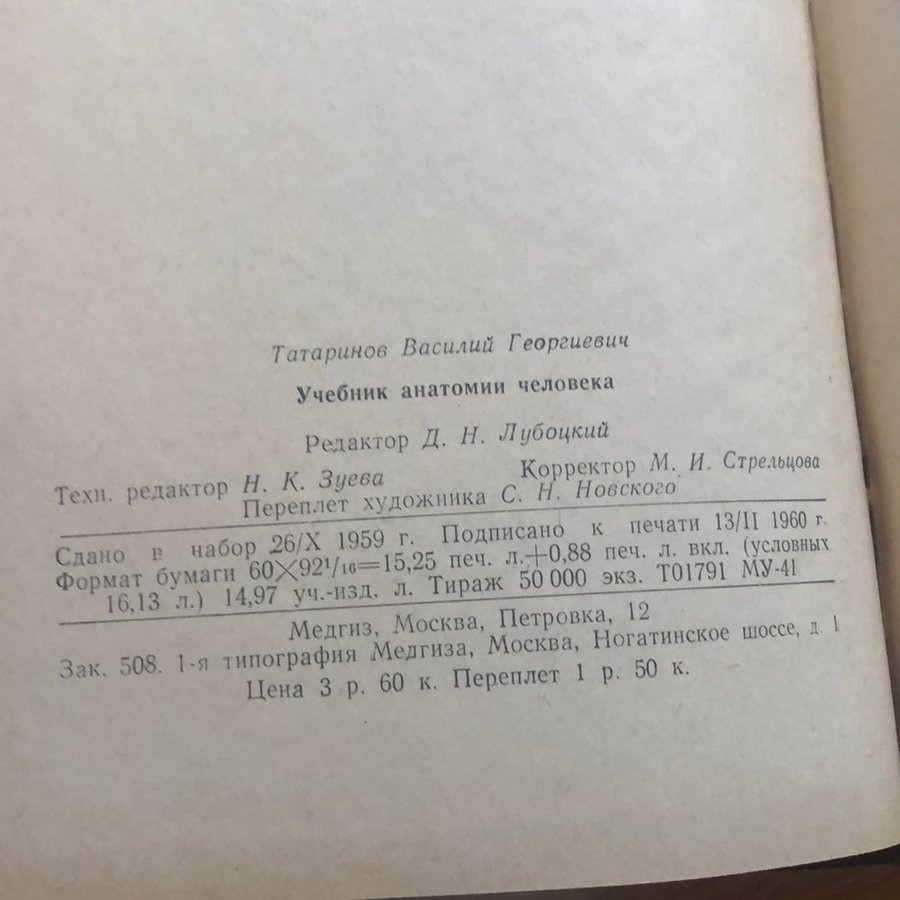 Татаринов Василий Георгиевич
Учебник анатомии человека
Редактор Д. Н. Лубоцкий
Техн. редактор Н. К. Зуева Корректор М. И. Стрельцова
Переплет художника С. Н. Новского
Сдано в набор 26/X 1959 г. Подписано к печати 13/II 1960 г.
Формат бумаги 60×92¹/₁₆=15,25 печ. л.+0,88 печ. л. вкл. (условных
16,13 л.) 14,97 уч.-изд. л. Тираж 50 000 экз. Т01791 МУ-41
Медгиз, Москва, Петровка, 12
Зак. 508. 1-я типография Медгиза, Москва, Ногатинское шоссе, д. 1
Цена 3 р. 60 к. Переплет 1 р. 50 к.